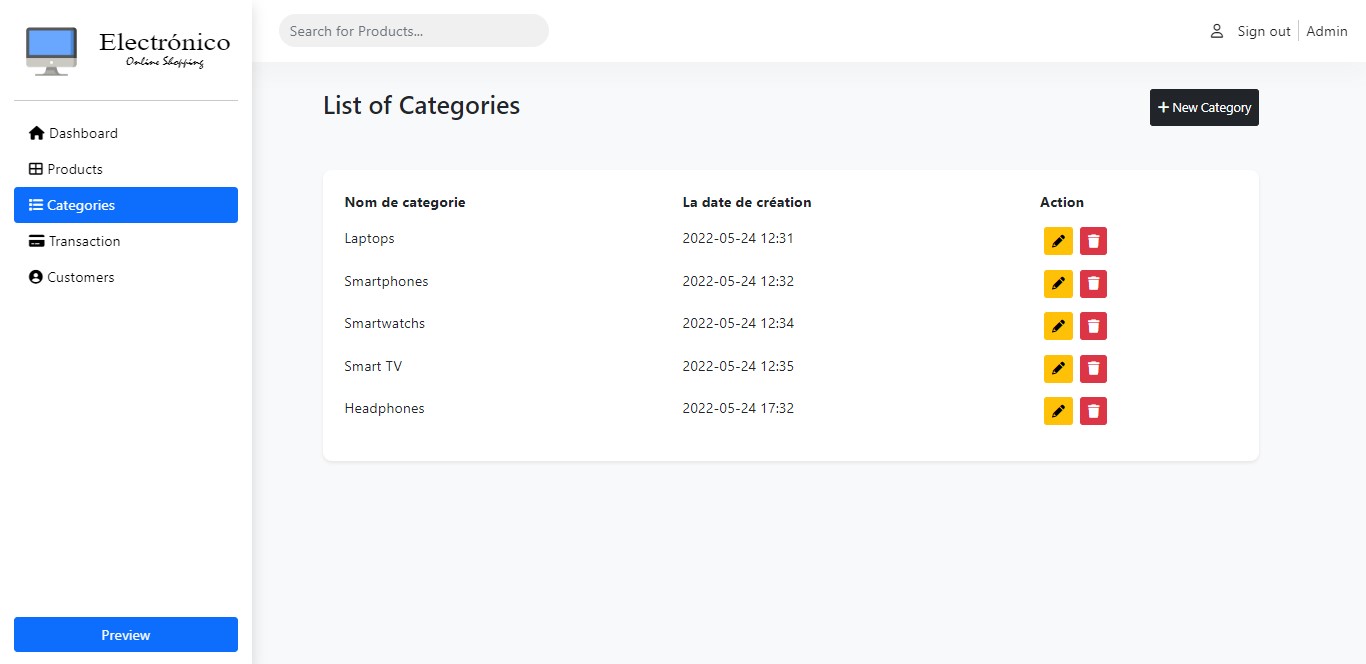 Electrónico
Online Shopping
Search for Products...
Sign out
Admin
Dashboard
Products
Categories
Transaction
Customers
Preview
List of Categories
New Category
Nom de categorie La date de création Action
Laptops 2022-05-24 12:31
Smartphones 2022-05-24 12:32
Smartwatchs 2022-05-24 12:34
Smart TV 2022-05-24 12:35
Headphones 2022-05-24 17:32